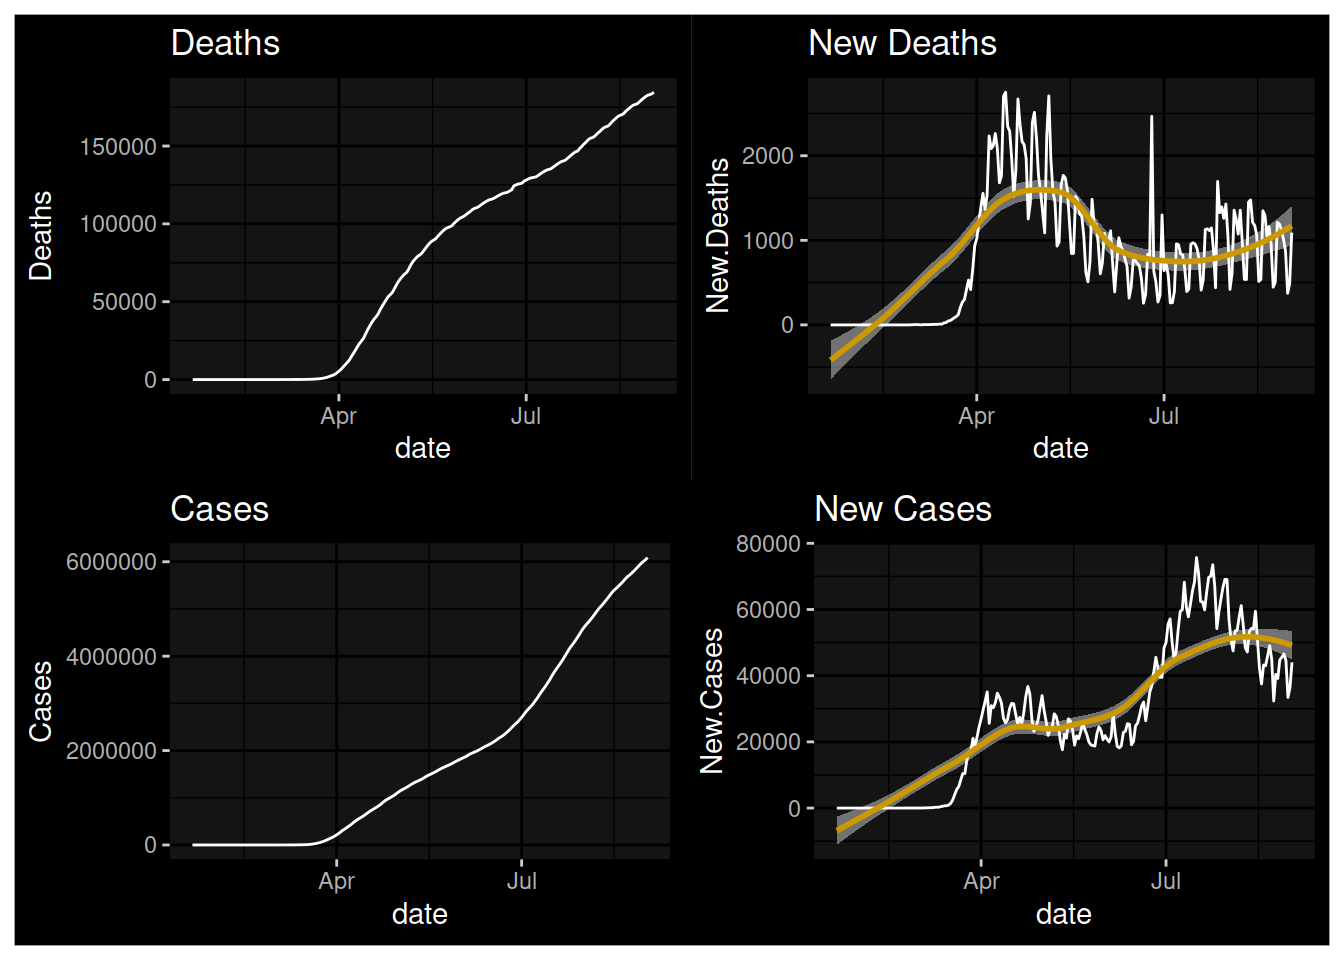 Deaths
150000
100000
50000
0
Deaths
Apr
Jul
date
New Deaths
2000
1000
0
New.Deaths
Apr
Jul
date
Cases
6000000
4000000
2000000
0
Cases
Apr
Jul
date
New Cases
80000
60000
40000
20000
0
New.Cases
Apr
Jul
date